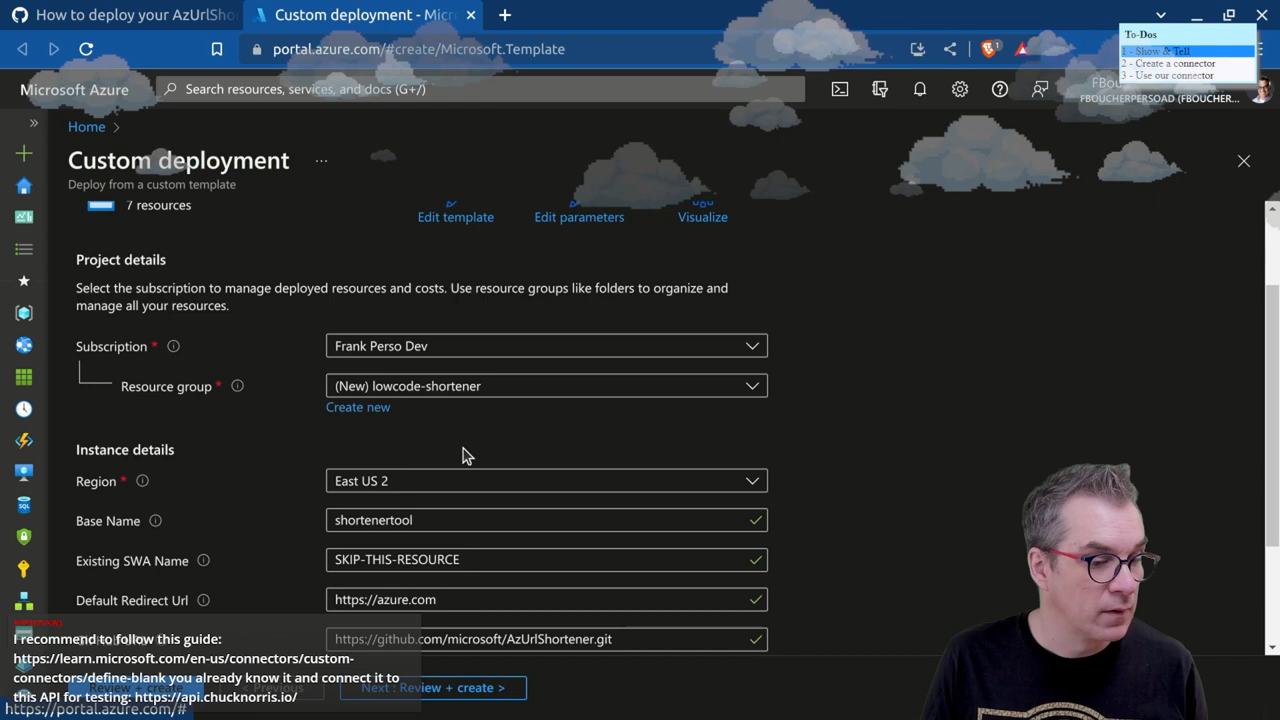 How to deploy your AzUrlSho
Custom deployment - Micr
portal.azure.com/#create/Microsoft.Template
1
To-Dos
1 - Show & Tell
2 - Create a connector
3 - Use our connector
Microsoft Azure
Search resources, services, and docs (G+/)
FBOUCHERPERSOAD (FBOUCHER...
Home
Custom deployment
...
Deploy from a custom template
7 resources
Edit template
Edit parameters
Visualize
Project details
Select the subscription to manage deployed resources and costs. Use resource groups like folders to organize and
manage all your resources.
Subscription *
Frank Perso Dev
Resource group *
(New) lowcode-shortener
Create new
Instance details
Region *
East US 2
Base Name
shortenertool
Existing SWA Name
SKIP-THIS-RESOURCE
Default Redirect Url
https://azure.com
https://github.com/microsoft/AzUrlShortener.git
I recommend to follow this guide:
https://learn.microsoft.com/en-us/connectors/custom-
connectors/define-blank you already know it and connect it to
this API for testing: https://api.chucknorris.io/
Review + create
< Previous
Next : Review + create >
https://portal.azure.com/#